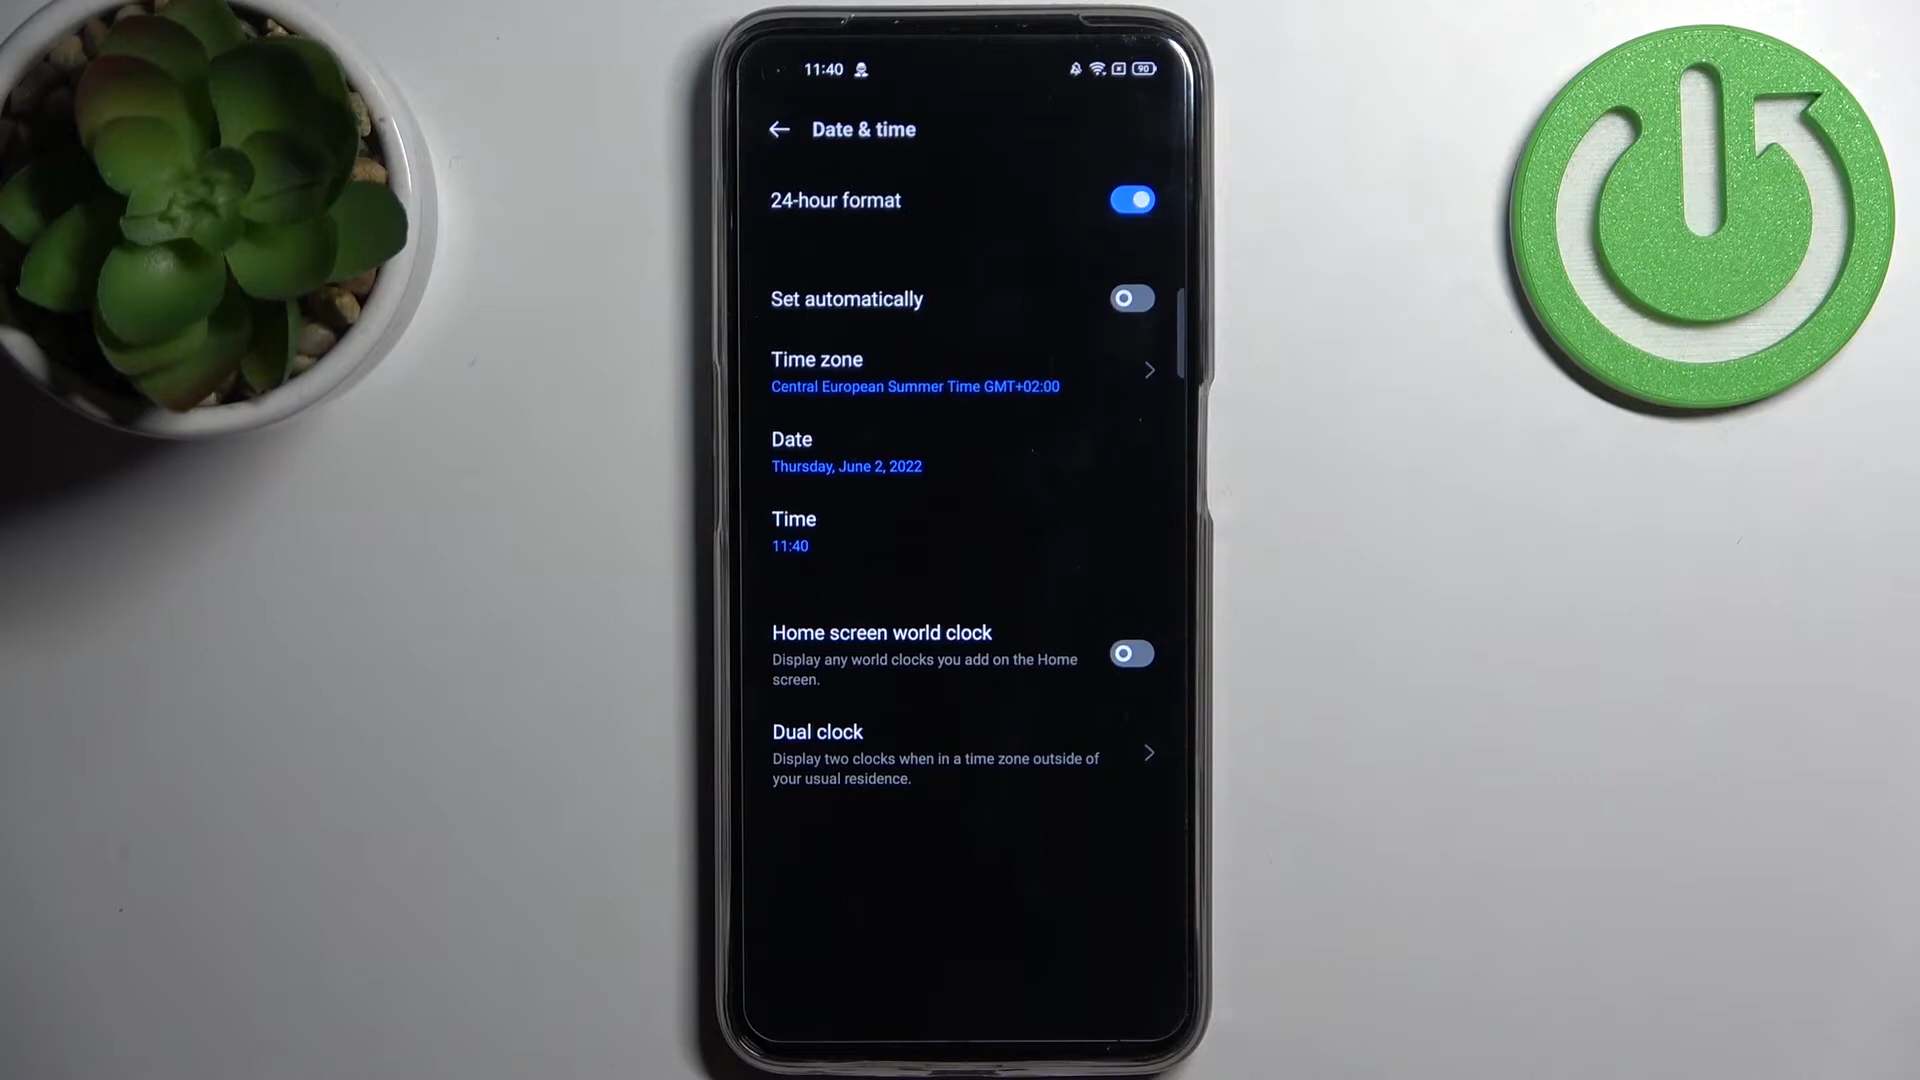 11:40
90
Date & time
24-hour format
Set automatically
Time zone
Central European Summer Time GMT+02:00
Date
Thursday, June 2, 2022
Time
11:40
Home screen world clock
Display any world clocks you add on the Home
screen.
Dual clock
Display two clocks when in a time zone outside of
your usual residence.